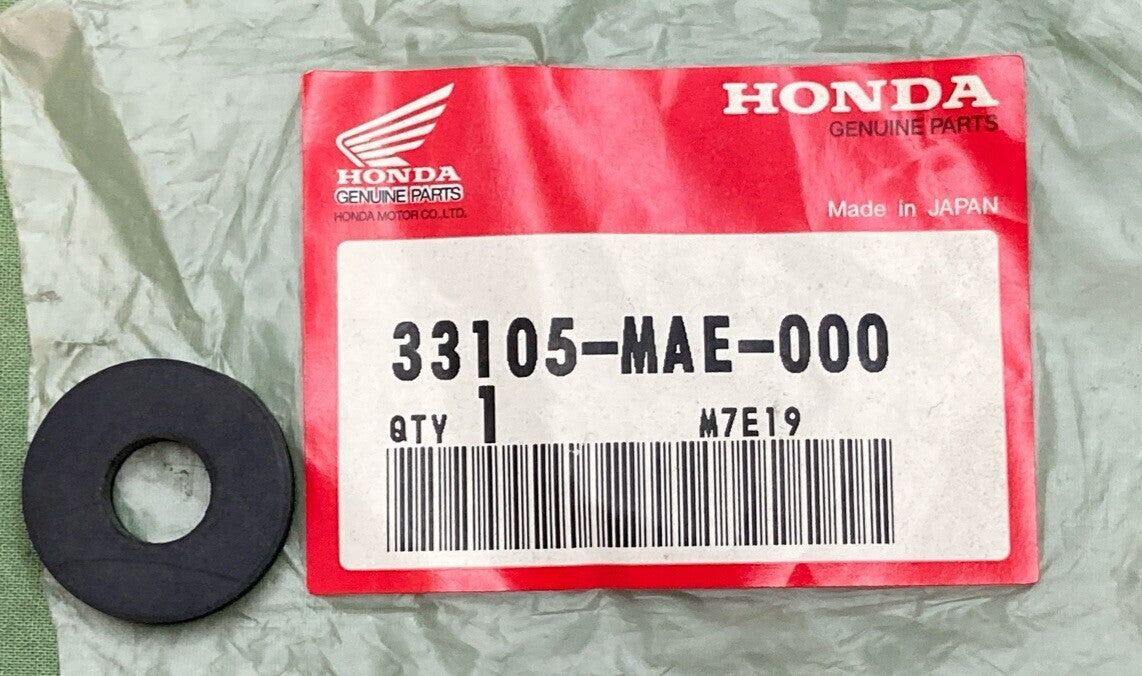 HONDA
GENUINE PARTS
HONDA MOTOR CO.,LTD.
HONDA
GENUINE PARTS
Made in JAPAN
33105-MAE-000
QTY 1 M7E19